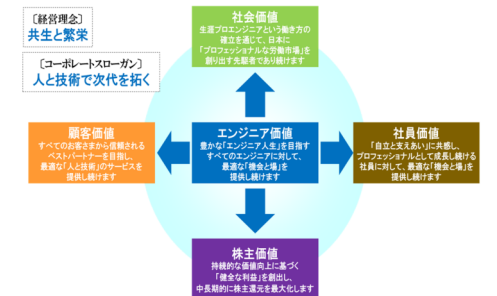 〔経営理念〕
共生と繁栄
〔コーポレートスローガン〕
人と技術で次代を拓く
社会価値
生涯プロエンジニアという働き方の
確立を通じて、日本に
「プロフェッショナルな労働市場」を
創り出す先駆者であり続けます
顧客価値
すべてのお客さまから信頼される
ベストパートナーを目指し、
最適な「人と技術」のサービスを
提供し続けます
エンジニア価値
豊かな「エンジニア人生」を目指す
すべてのエンジニアに対して、
最適な「機会と場」を
提供し続けます
社員価値
「自立と支えあい」に共感し、
プロフェッショナルとして成長し続ける
社員に対して、最適な「機会と場」を
提供し続けます
株主価値
持続的な価値向上に基づく
「健全な利益」を創出し、
中長期的に株主還元を最大化します